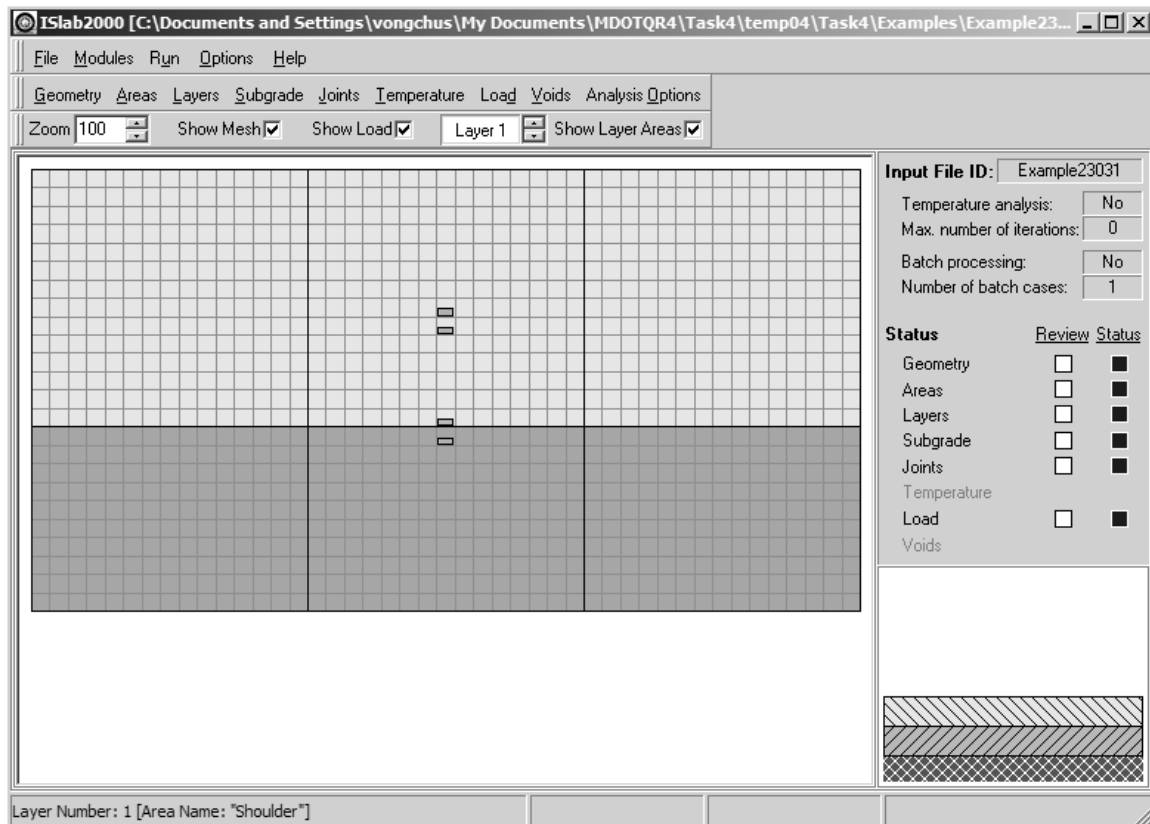 ISlab2000 [C:\Documents and Settings\vongchus\My Documents\MDOTQR4\Task4\temp04\Task4\Examples\Example23...
File Modules Run Options Help
Geometry Areas Layers Subgrade Joints Temperature Load Voids Analysis Options
Zoom 100 Show Mesh Show Load Layer 1 Show Layer Areas
Input File ID: Example23031
Temperature analysis: No
Max. number of iterations: 0
Batch processing: No
Number of batch cases: 1
Status Review Status
Geometry
Areas
Layers
Subgrade
Joints
Temperature
Load
Voids
Layer Number: 1 [Area Name: "Shoulder"]